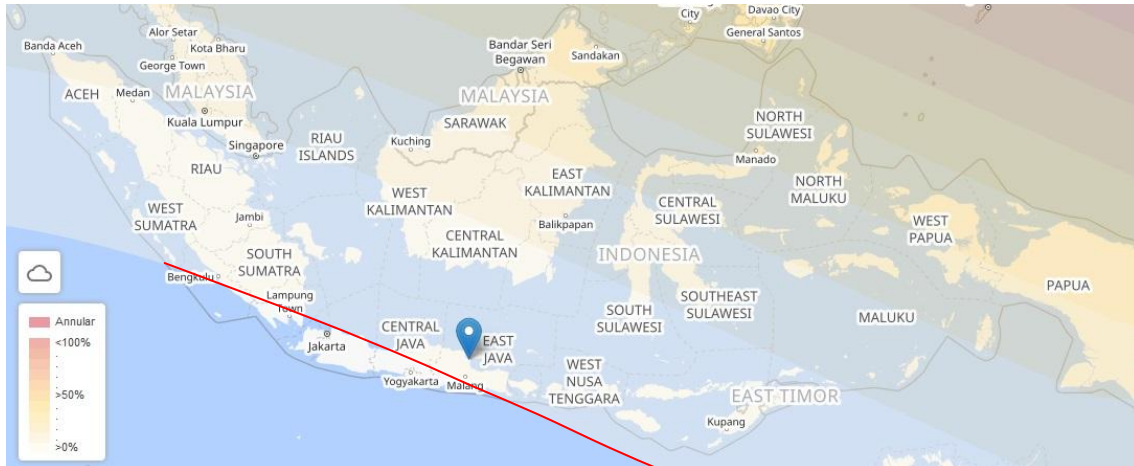 City
Davao City
General Santos
Alor Setar
Kota Bharu
Banda Aceh
George Town
Bandar Seri
Begawan
Sandakan
ACEH
Medan
MALAYSIA
MALAYSIA
Kuala Lumpur
SARAWAK
NORTH
SULAWESI
Singapore
RIAU
ISLANDS
Kuching
Manado
RIAU
EAST
KALIMANTAN
NORTH
MALUKU
WEST
SUMATRA
Jambi
WEST
KALIMANTAN
Balikpapan
CENTRAL
SULAWESI
WEST
PAPUA
CENTRAL
KALIMANTAN
SOUTH
SUMATRA
INDONESIA
Bengkulu
PAPUA
Lampung
Town
SOUTH
SULAWESI
SOUTHEAST
SULAWESI
MALUKU
Annular
<100%
.
.
>50%
.
.
>0%
Jakarta
CENTRAL
JAVA
EAST
JAVA
Yogyakarta
Malang
WEST
NUSA
TENGGARA
EAST TIMOR
Kupang